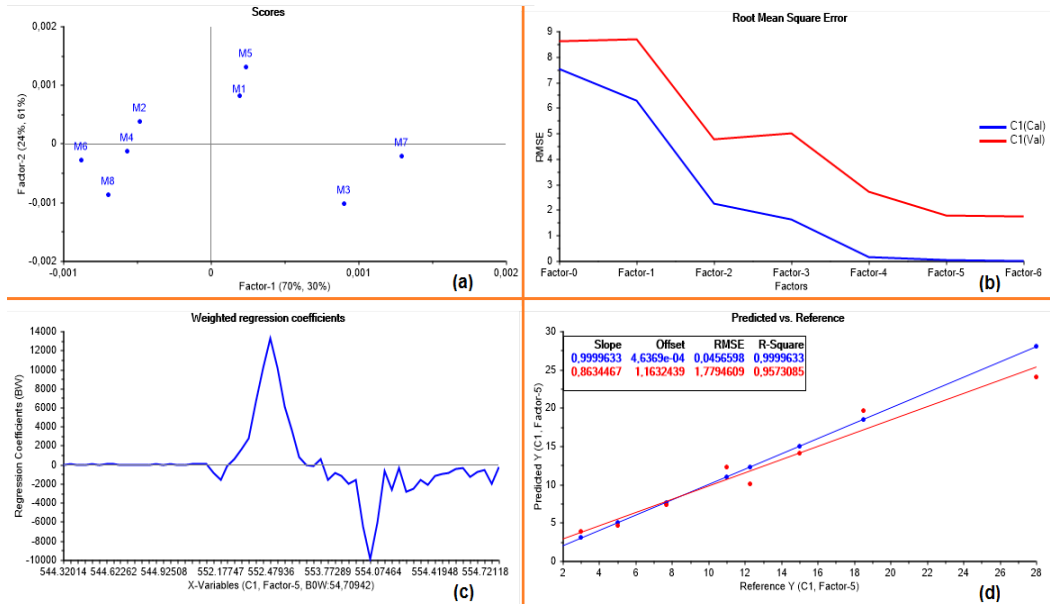 Scores
0,002
0,001
0
-0,001
-0,002
Factor-2 (24%, 61%)
M5
M1
M2
M4
M6
M8
M7
M3
-0,001
0
0,001
0,002
Factor-1 (70%, 30%)
(a)
Root Mean Square Error
9
8
7
6
5
4
3
2
1
0
RMSE
C1(Cal)
C1(Val)
Factor-0
Factor-1
Factor-2
Factor-3
Factor-4
Factor-5
Factor-6
Factors
(b)
Weighted regression coefficients
14000
12000
10000
8000
6000
4000
2000
0
-2000
-4000
-6000
-8000
-10000
Regression Coefficients (BW)
544.32014
544.62262
544.92508
552.17747
552.47936
553.77289
554.07464
554.41948
554.72118
X-Variables (C1, Factor-5, B0W:54,70942)
(c)
Predicted vs. Reference
Slope Offset RMSE R-Square
0,9999633 4,6369e-04 0,0456598 0,9999633
0,8634467 1,1632439 1,7794609 0,9573085
30
25
20
15
10
5
0
Predicted Y (C1, Factor-5)
2
4
6
8
10
12
14
16
18
20
22
24
26
28
Reference Y (C1, Factor-5)
(d)